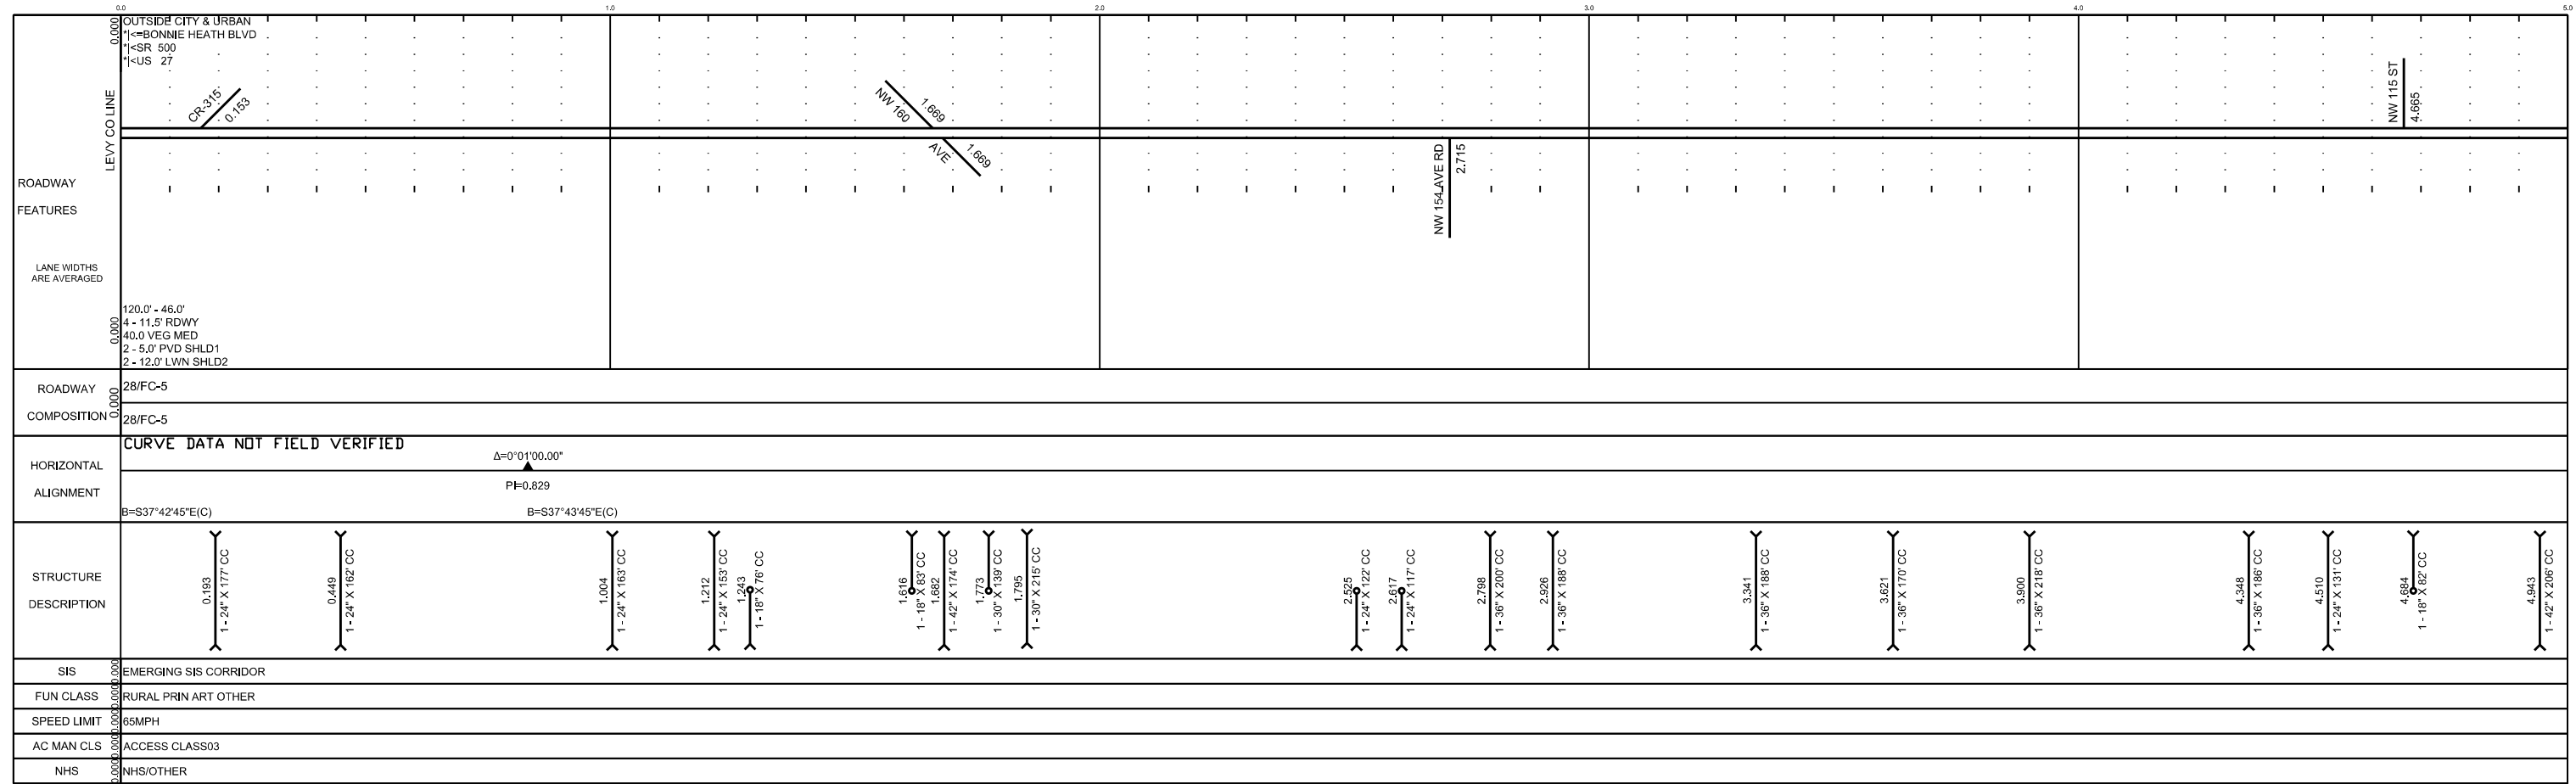 0.0 1.0 2.0 3.0 4.0 5.0
0.000
OUTSIDE CITY & URBAN
*|<=BONNIE HEATH BLVD
*|<SR 500
*|<US 27
LEVY CO LINE
CR-315
0.153
NW 160
1.669
AVE
1.669
NW 154 AVE RD
2.715
NW 115 ST
4.665
ROADWAY
FEATURES
LANE WIDTHS
ARE AVERAGED
0.000
120.0' - 46.0'
4 - 11.5' RDWY
40.0 VEG MED
2 - 5.0' PVD SHLD1
2 - 12.0' LWN SHLD2
ROADWAY
COMPOSITION
0.000
28/FC-5
28/FC-5
HORIZONTAL
ALIGNMENT
CURVE DATA NOT FIELD VERIFIED
Δ=0°01'00.00"
PI=0.829
B=S37°42'45"E(C)
B=S37°43'45"E(C)
STRUCTURE
DESCRIPTION
0.193
1 - 24" X 177' CC
0.449
1 - 24" X 162' CC
1.004
1 - 24" X 163' CC
1.212
1 - 24" X 153' CC
1.243
1 - 18" X 76' CC
1.616
1 - 18" X 83' CC
1.682
1 - 42" X 174' CC
1.773
1 - 30" X 139' CC
1.795
1 - 30" X 215' CC
2.525
1 - 24" X 122' CC
2.617
1 - 24" X 117' CC
2.798
1 - 36" X 200' CC
2.926
1 - 36" X 188' CC
3.341
1 - 36" X 188' CC
3.621
1 - 36" X 170' CC
3.900
1 - 36" X 218' CC
4.348
1 - 36" X 186' CC
4.510
1 - 24" X 131' CC
4.684
1 - 18" X 82' CC
4.943
1 - 42" X 206' CC
SIS
0.000
EMERGING SIS CORRIDOR
FUN CLASS
0.000
RURAL PRIN ART OTHER
SPEED LIMIT
0.000
65MPH
AC MAN CLS
0.000
ACCESS CLASS03
NHS
0.000
NHS/OTHER